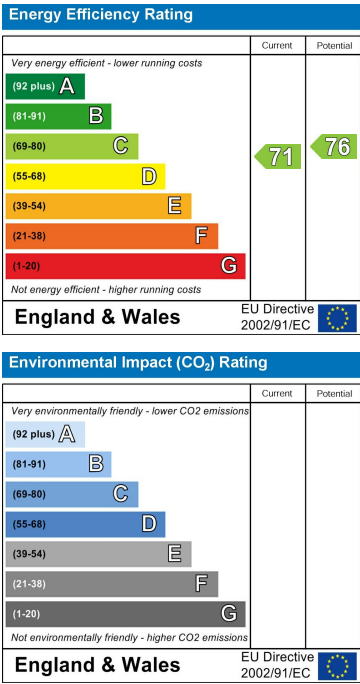 Energy Efficiency Rating
Current Potential
Very energy efficient - lower running costs
(92 plus) A
(81-91) B
(69-80) C
(55-68) D
(39-54) E
(21-38) F
(1-20) G
71 76
Not energy efficient - higher running costs
England & Wales
EU Directive
2002/91/EC
Environmental Impact (CO₂) Rating
Current Potential
Very environmentally friendly - lower CO2 emissions
(92 plus) A
(81-91) B
(69-80) C
(55-68) D
(39-54) E
(21-38) F
(1-20) G
Not environmentally friendly - higher CO2 emissions
England & Wales
EU Directive
2002/91/EC